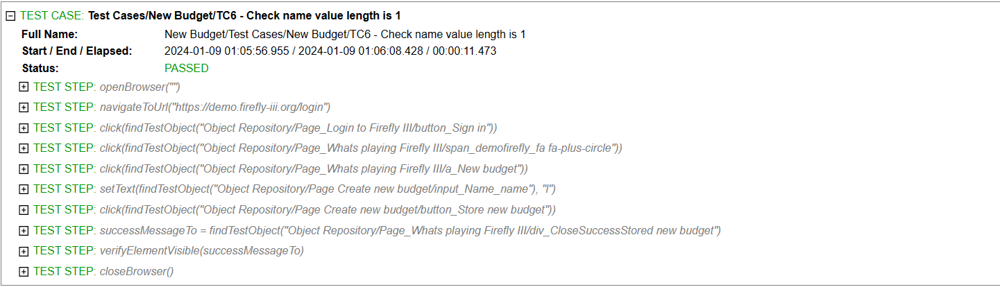 TEST CASE: Test Cases/New Budget/TC6 - Check name value length is 1
Full Name: New Budget/Test Cases/New Budget/TC6 - Check name value length is 1
Start / End / Elapsed: 2024-01-09 01:05:56.955 / 2024-01-09 01:06:08.428 / 00:00:11.473
Status: PASSED
TEST STEP: openBrowser("")
TEST STEP: navigateToUrl("https://demo.firefly-iii.org/login")
TEST STEP: click(findTestObject("Object Repository/Page_Login to Firefly III/button_Sign in"))
TEST STEP: click(findTestObject("Object Repository/Page_Whats playing Firefly III/span_demofirefly_fa fa-plus-circle"))
TEST STEP: click(findTestObject("Object Repository/Page_Whats playing Firefly III/a_New budget"))
TEST STEP: setText(findTestObject("Object Repository/Page Create new budget/input_Name_name"), "I")
TEST STEP: click(findTestObject("Object Repository/Page Create new budget/button_Store new budget"))
TEST STEP: successMessageTo = findTestObject("Object Repository/Page_Whats playing Firefly III/div_CloseSuccessStored new budget")
TEST STEP: verifyElementVisible(successMessageTo)
TEST STEP: closeBrowser()